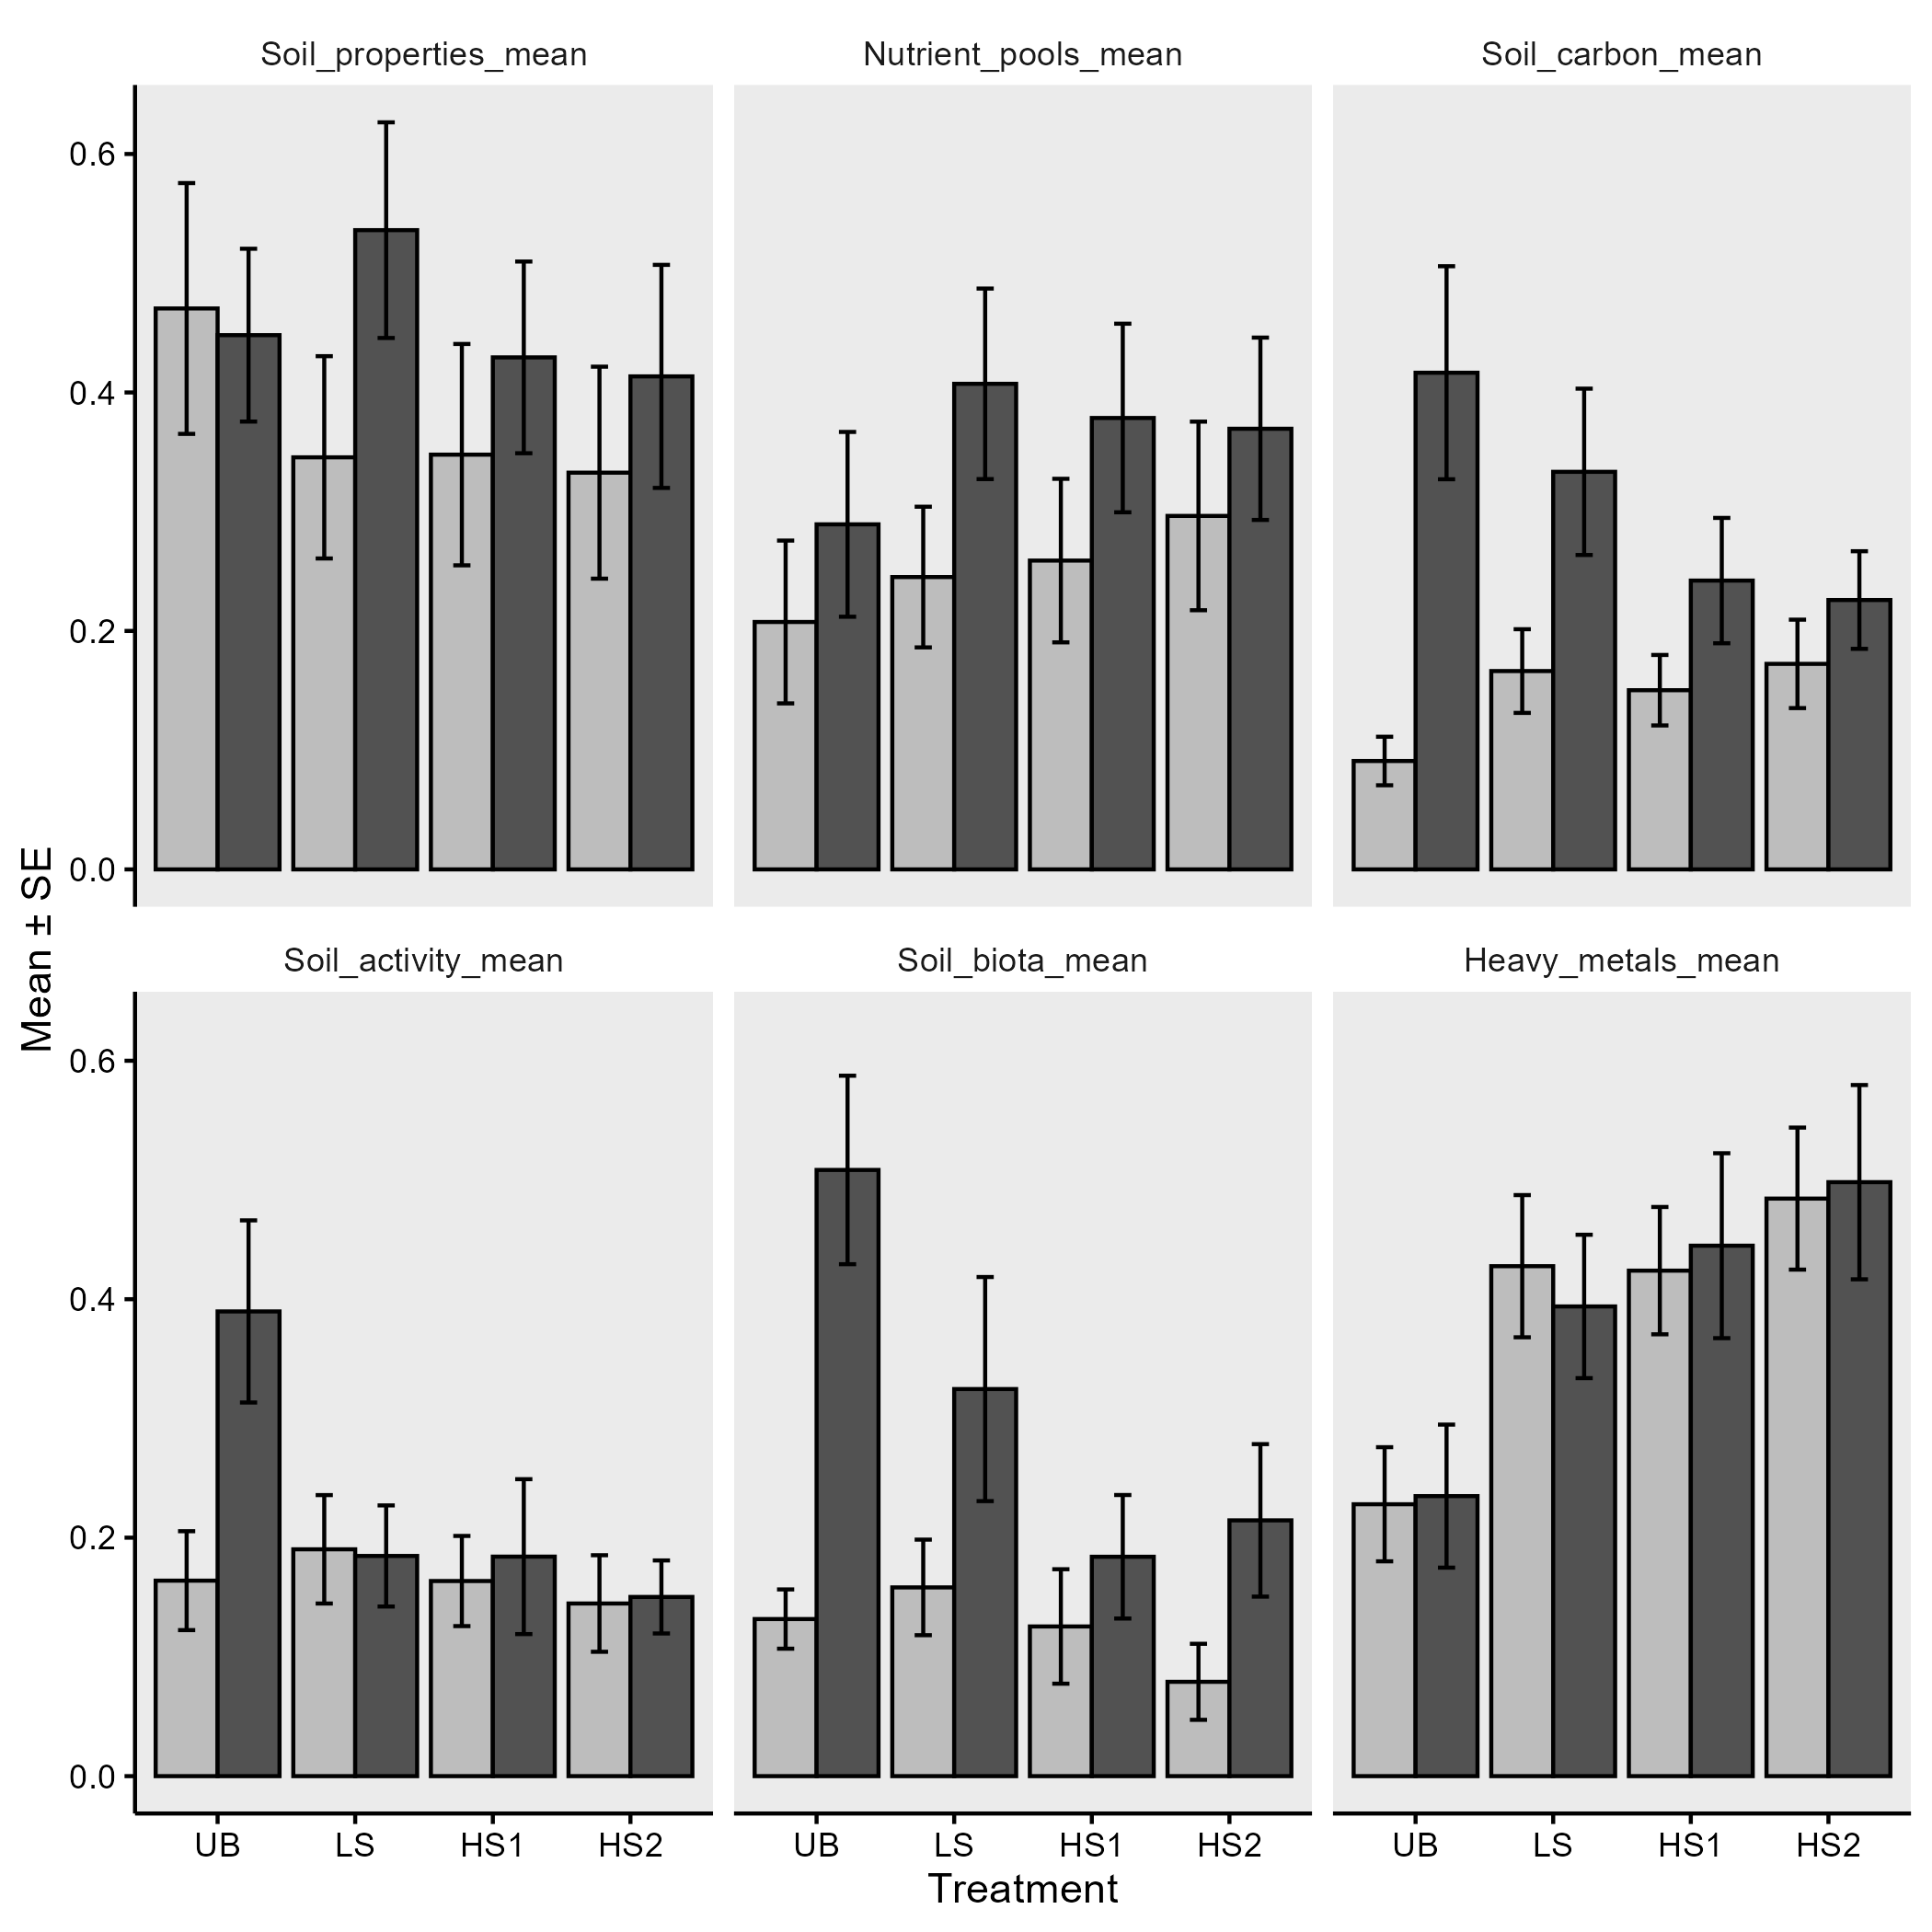 Soil_properties_mean
Nutrient_pools_mean
Soil_carbon_mean
0.6
0.4
0.2
0.0
Mean ± SE
Soil_activity_mean
Soil_biota_mean
Heavy_metals_mean
0.6
0.4
0.2
0.0
UB LS HS1 HS2
UB LS HS1 HS2
UB LS HS1 HS2
Treatment